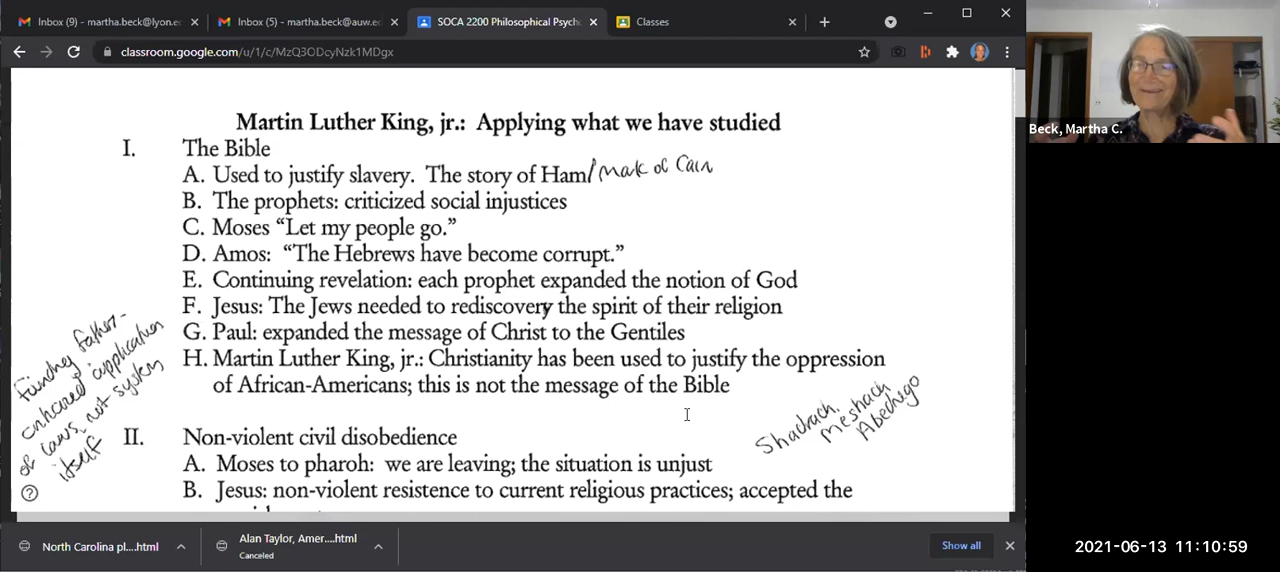 Inbox (9) - martha.beck@lyon.ec
Inbox (5) - martha.beck@auw.ec
SOCA 2200 Philosophical Psych
Classes
classroom.google.com/u/1/c/MzQ3ODcyNzk1MDgx
Martin Luther King, jr.: Applying what we have studied
I. The Bible
A. Used to justify slavery. The story of Ham/Mark of Cain
B. The prophets: criticized social injustices
C. Moses “Let my people go.”
D. Amos: “The Hebrews have become corrupt.”
E. Continuing revelation: each prophet expanded the notion of God
F. Jesus: The Jews needed to rediscovery the spirit of their religion
G. Paul: expanded the message of Christ to the Gentiles
H. Martin Luther King, jr.: Christianity has been used to justify the oppression
of African-Americans; this is not the message of the Bible
Founding father-
enhanced application
of laws, not system
itself
?
Shadrach,
Meshach
Abednego
II. Non-violent civil disobedience
A. Moses to pharoh: we are leaving; the situation is unjust
B. Jesus: non-violent resistence to current religious practices; accepted the
Beck, Martha C.
North Carolina pl....html
Alan Taylor, Amer....html
Canceled
Show all
2021-06-13 11:10:59